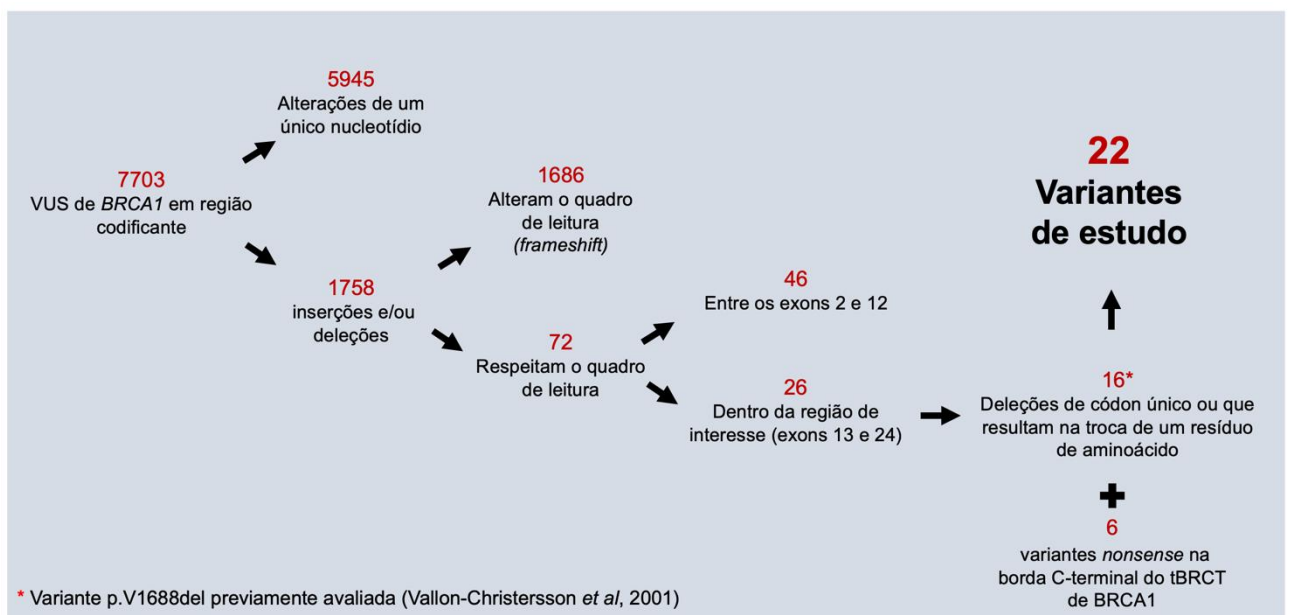 5945
Alterações de um
único nucleotídio
7703
VUS de BRCA1 em região
codificante
1686
Alteram o quadro
de leitura
(frameshift)
1758
inserções e/ou
deleções
72
Respeitam o quadro
de leitura
46
Entre os exons 2 e 12
26
Dentro da região de
interesse (exons 13 e 24)
22
Variantes
de estudo
16*
Deleções de códon único ou que
resultam na troca de um resíduo
de aminoácido
6
variantes nonsense na
borda C-terminal do tBRCT
de BRCA1
* Variante p.V1688del previamente avaliada (Vallon-Christersson et al, 2001)